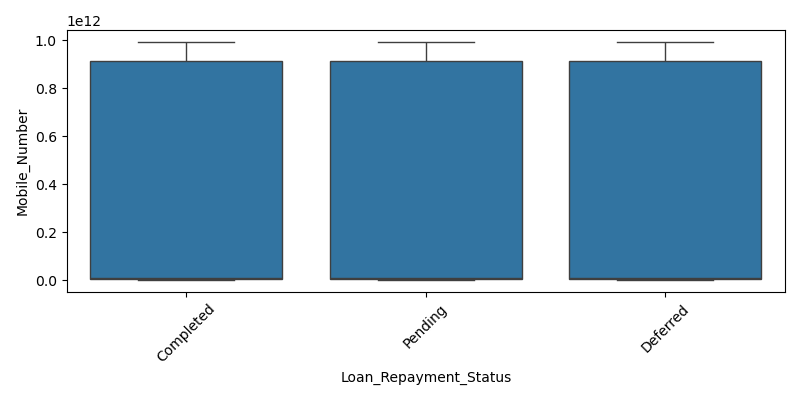 1e12
1.0
0.8
0.6
0.4
0.2
0.0
Mobile_Number
Completed
Pending
Deferred
Loan_Repayment_Status